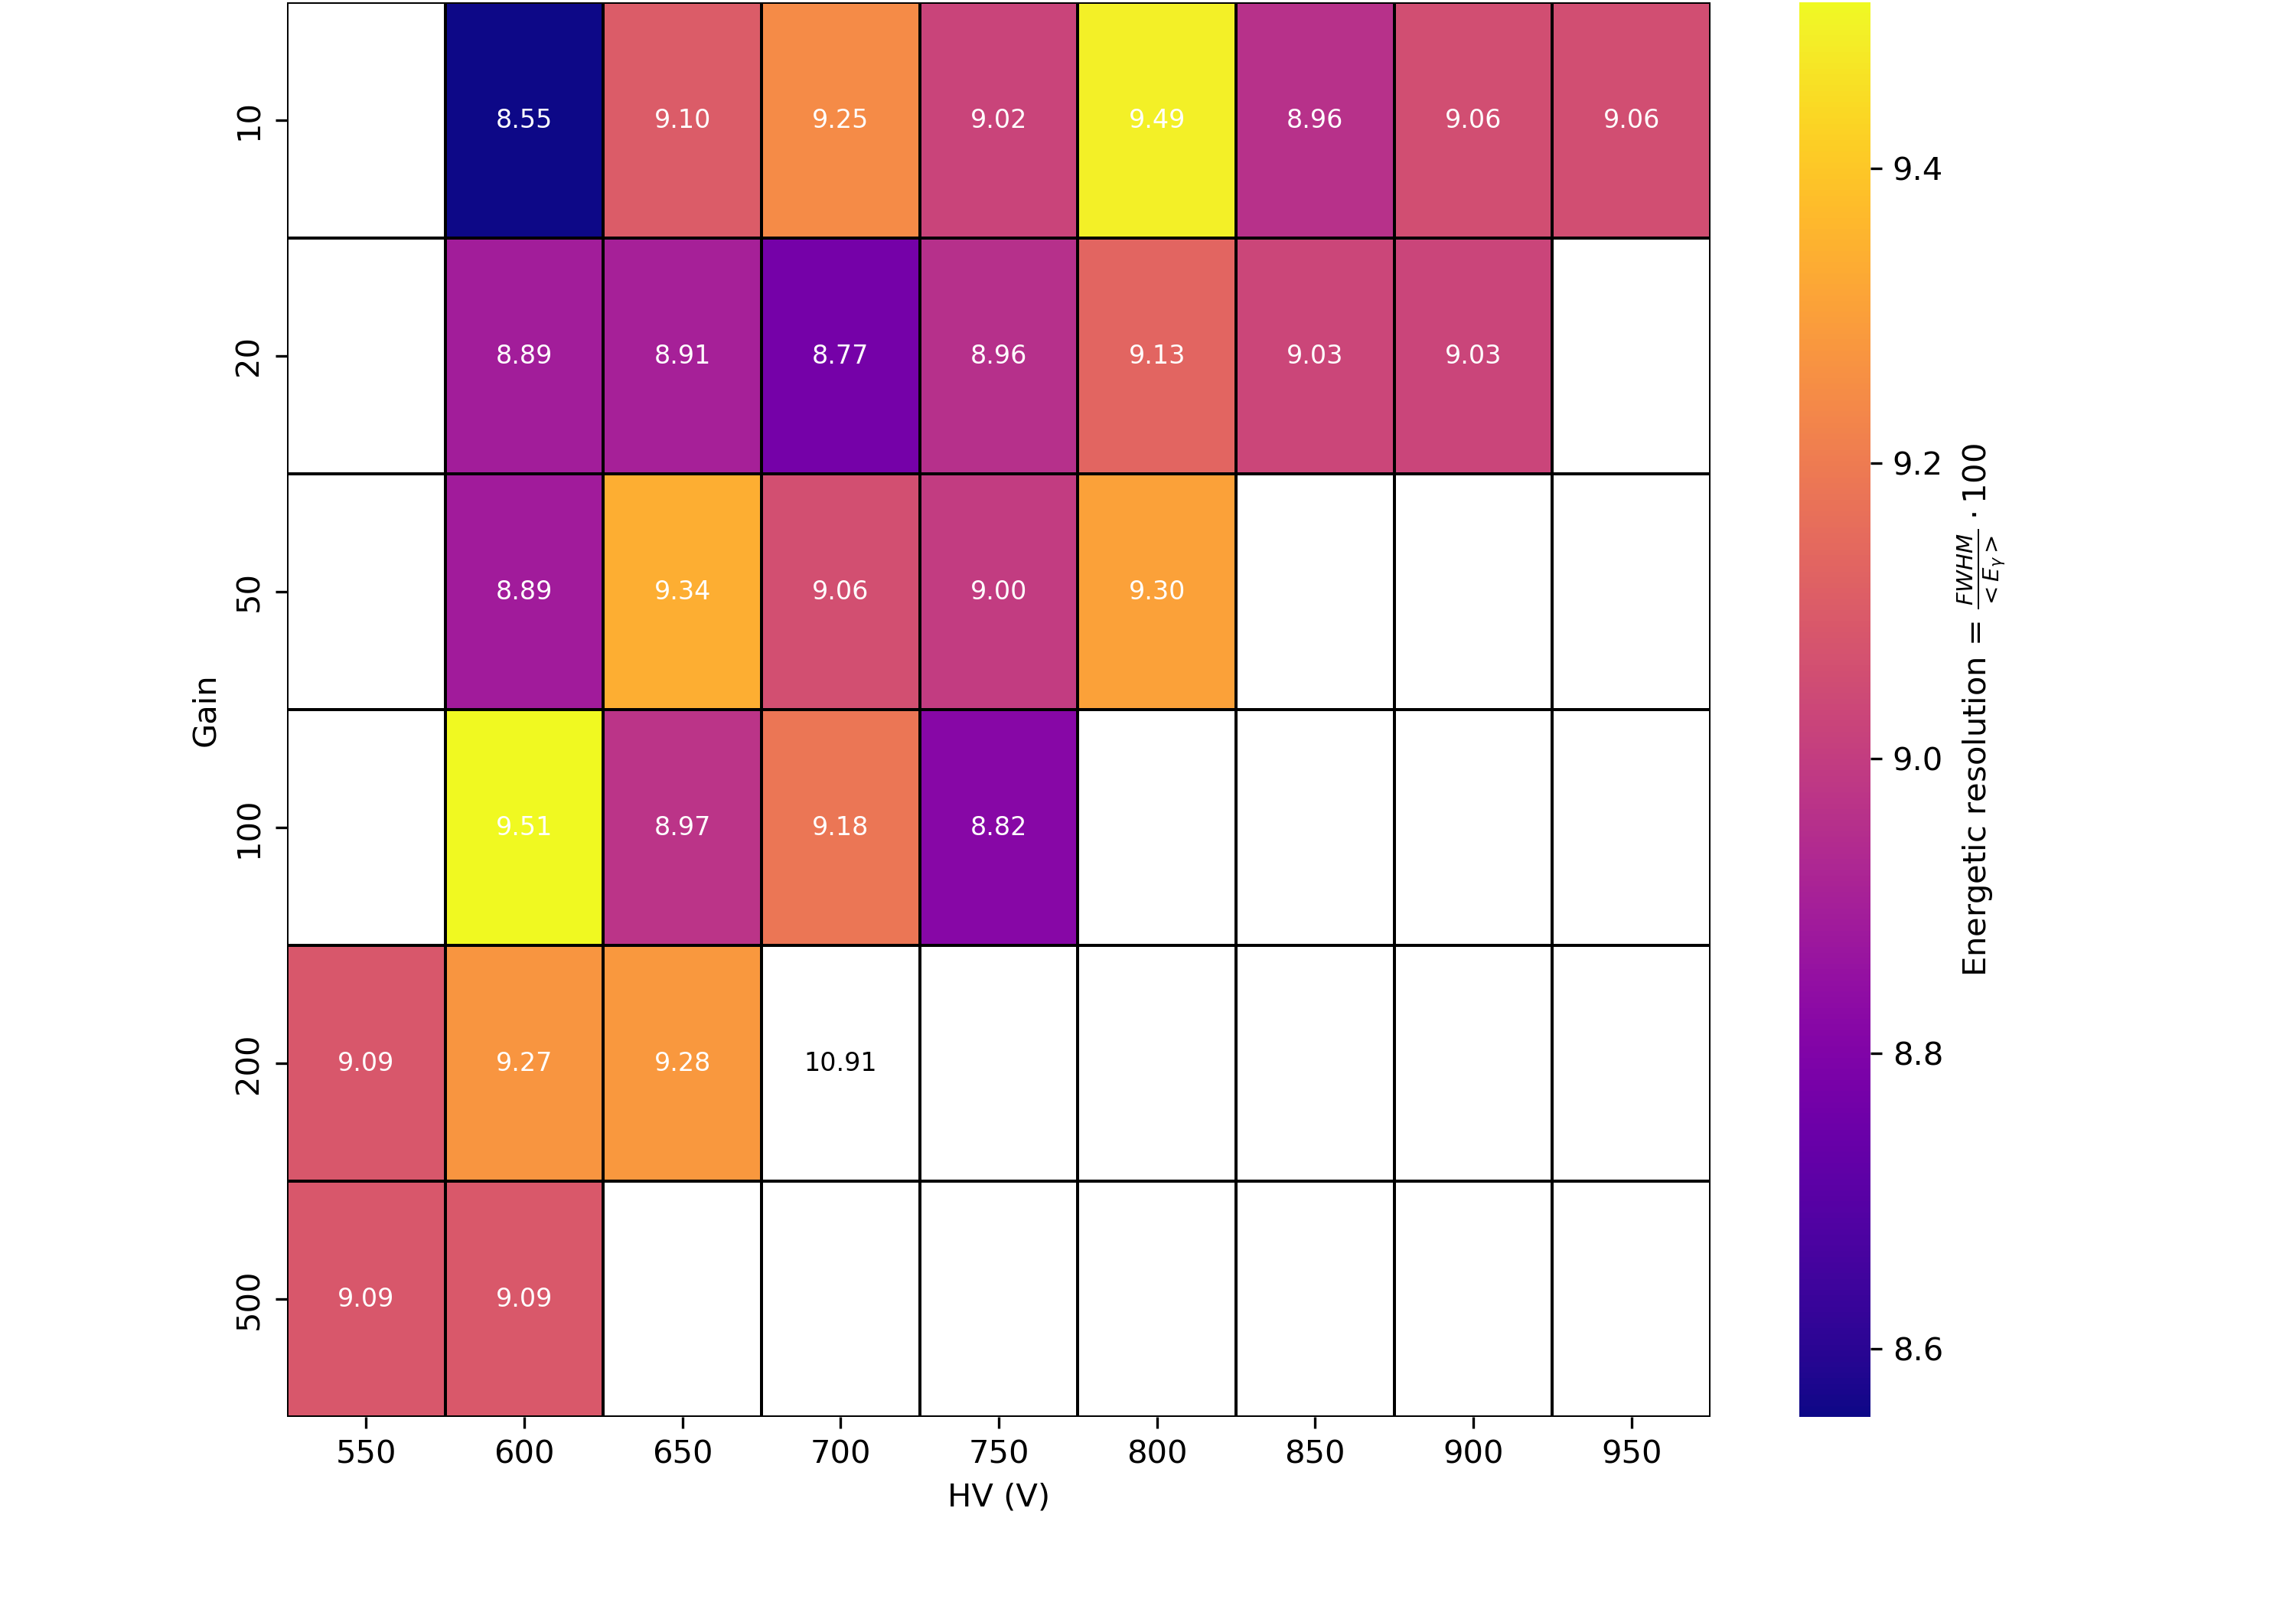 Gain
10
8.55 9.10 9.25 9.02 9.49 8.96 9.06 9.06
20
8.89 8.91 8.77 8.96 9.13 9.03 9.03
50
8.89 9.34 9.06 9.00 9.30
100
9.51 8.97 9.18 8.82
200
9.09 9.27 9.28 10.91
500
9.09 9.09
550 600 650 700 750 800 850 900 950
HV (V)
9.4
9.2
9.0
8.8
8.6
Energetic resolution = FWHM / <E_γ> · 100